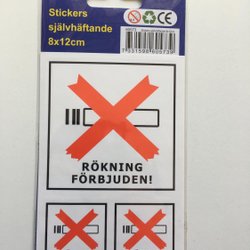 Stickers
självhäftande
8x12cm
RÖKNING
FÖRBJUDEN!